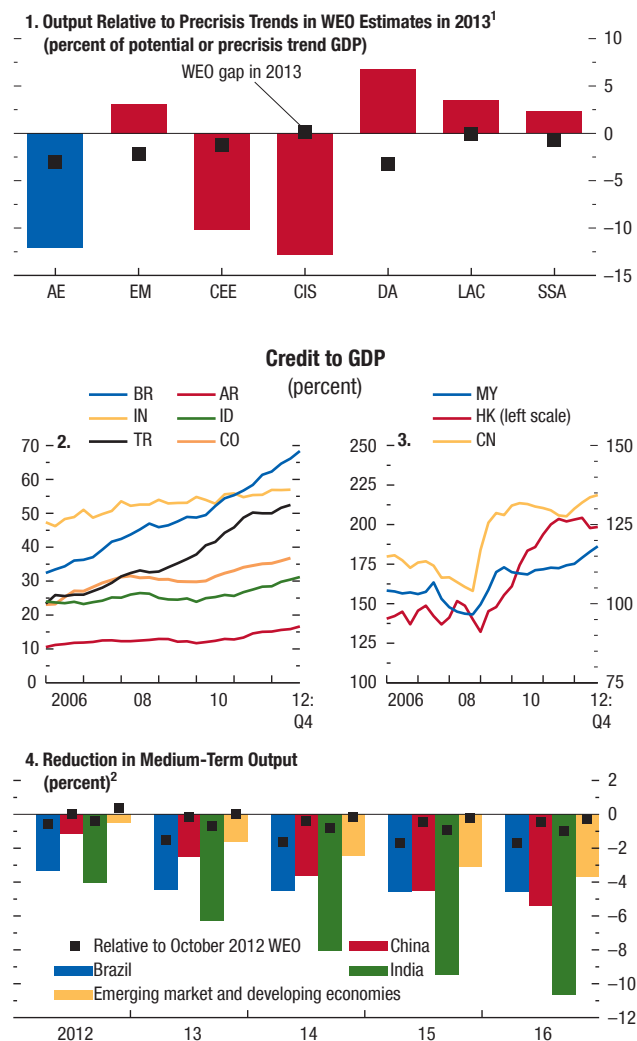 1. Output Relative to Precrisis Trends in WEO Estimates in 2013¹
(percent of potential or precrisis trend GDP)
10
WEO gap in 2013
5
0
−5
−10
−15
AE EM CEE CIS DA LAC SSA
Credit to GDP
(percent)
BR AR
IN ID
TR CO
2.
70
60
50
40
30
20
10
0
2006 08 10 12:
Q4
MY
HK (left scale)
CN
3.
250 150
225
200 125
175
150 100
125
100 75
2006 08 10 12:
Q4
4. Reduction in Medium-Term Output
(percent)²
2
0
−2
−4
−6
−8
−10
−12
Relative to October 2012 WEO China
Brazil India
Emerging market and developing economies
2012 13 14 15 16